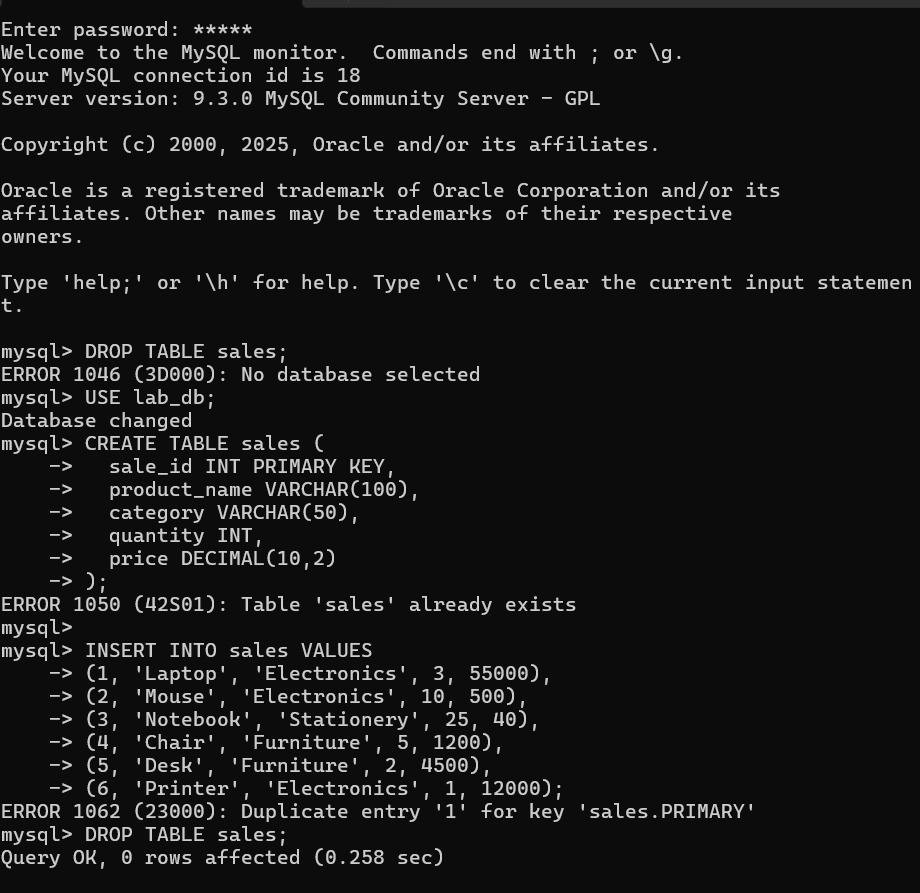 Enter password: *****
Welcome to the MySQL monitor.  Commands end with ; or \g.
Your MySQL connection id is 18
Server version: 9.3.0 MySQL Community Server - GPL

Copyright (c) 2000, 2025, Oracle and/or its affiliates.

Oracle is a registered trademark of Oracle Corporation and/or its
affiliates. Other names may be trademarks of their respective
owners.

Type 'help;' or '\h' for help. Type '\c' to clear the current input statemen
t.

mysql> DROP TABLE sales;
ERROR 1046 (3D000): No database selected
mysql> USE lab_db;
Database changed
mysql> CREATE TABLE sales (
    ->   sale_id INT PRIMARY KEY,
    ->   product_name VARCHAR(100),
    ->   category VARCHAR(50),
    ->   quantity INT,
    ->   price DECIMAL(10,2)
    -> );
ERROR 1050 (42S01): Table 'sales' already exists
mysql>
mysql> INSERT INTO sales VALUES
    -> (1, 'Laptop', 'Electronics', 3, 55000),
    -> (2, 'Mouse', 'Electronics', 10, 500),
    -> (3, 'Notebook', 'Stationery', 25, 40),
    -> (4, 'Chair', 'Furniture', 5, 1200),
    -> (5, 'Desk', 'Furniture', 2, 4500),
    -> (6, 'Printer', 'Electronics', 1, 12000);
ERROR 1062 (23000): Duplicate entry '1' for key 'sales.PRIMARY'
mysql> DROP TABLE sales;
Query OK, 0 rows affected (0.258 sec)